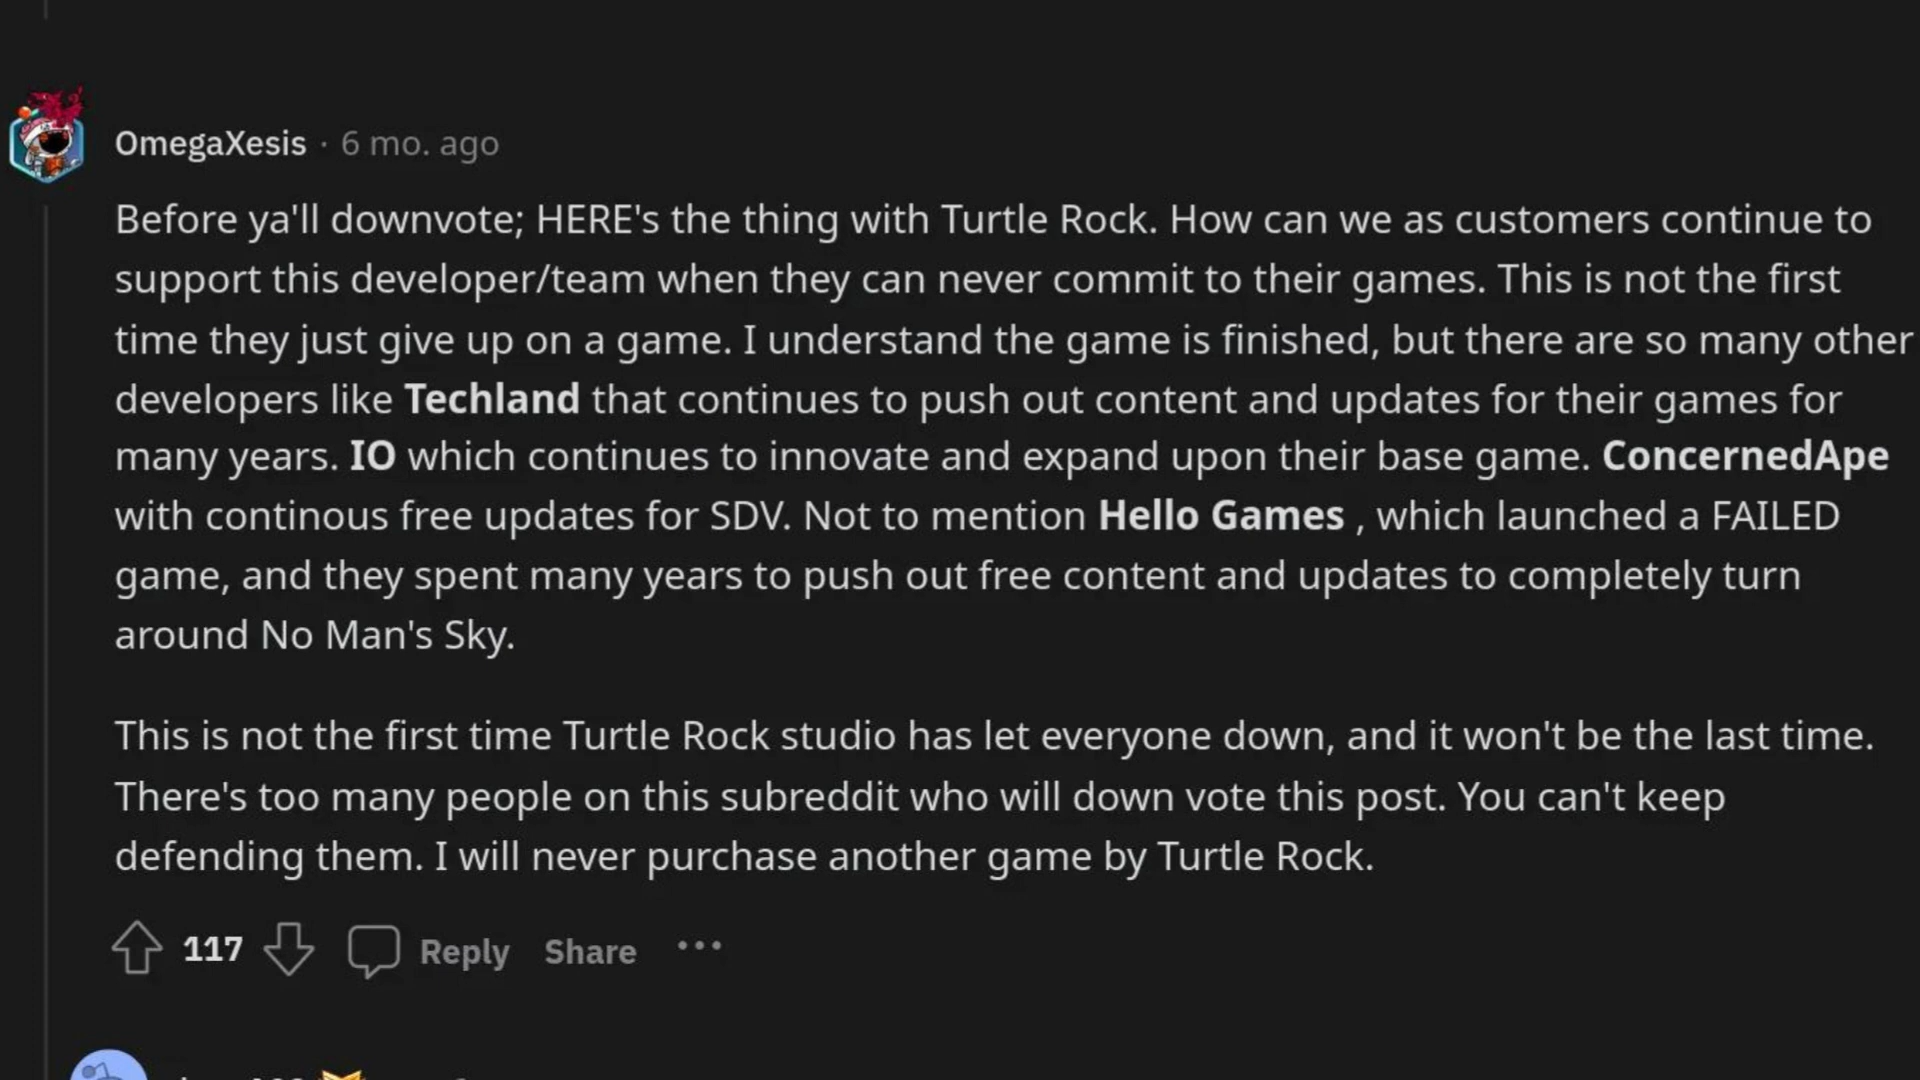 OmegaXesis · 6 mo. ago
Before ya'll downvote; HERE's the thing with Turtle Rock. How can we as customers continue to
support this developer/team when they can never commit to their games. This is not the first
time they just give up on a game. I understand the game is finished, but there are so many other
developers like Techland that continues to push out content and updates for their games for
many years. IO which continues to innovate and expand upon their base game. ConcernedApe
with continous free updates for SDV. Not to mention Hello Games , which launched a FAILED
game, and they spent many years to push out free content and updates to completely turn
around No Man's Sky.
This is not the first time Turtle Rock studio has let everyone down, and it won't be the last time.
There's too many people on this subreddit who will down vote this post. You can't keep
defending them. I will never purchase another game by Turtle Rock.
117 Reply Share ...